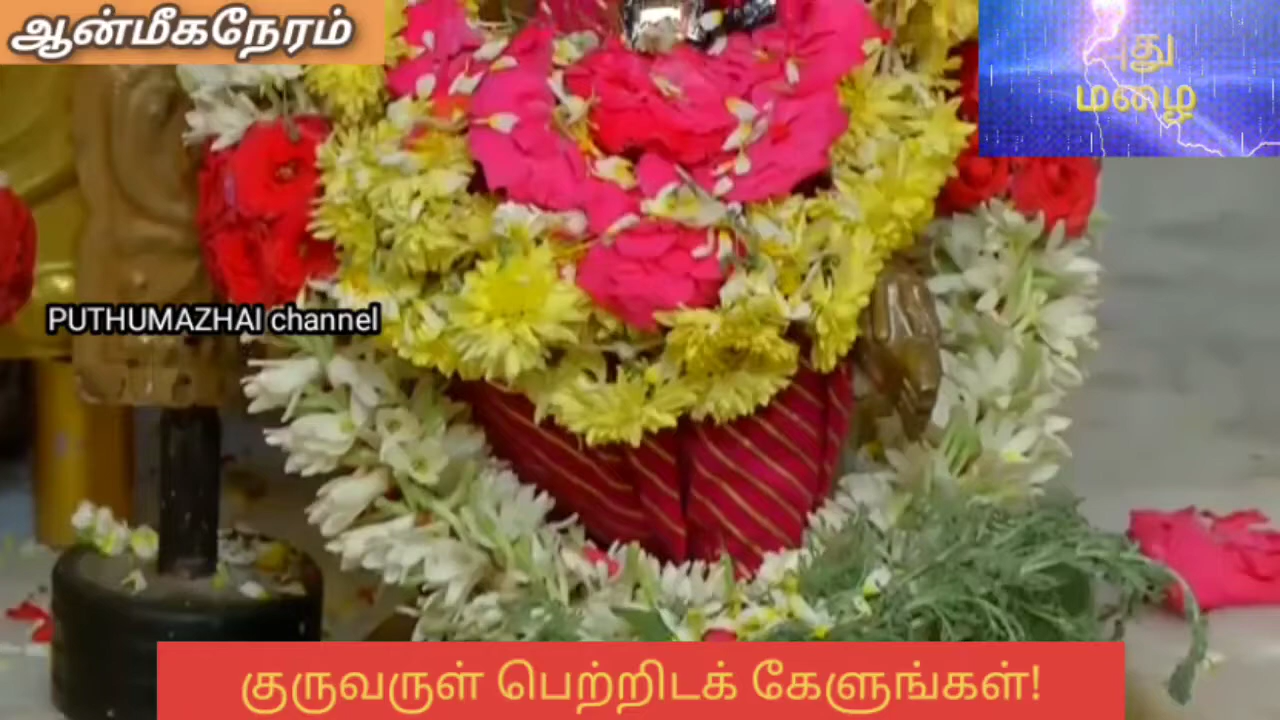 ஆன்மீகநேரம்
புது
மழை
PUTHUMAZHAI channel
குருவருள் பெற்றிடக் கேளுங்கள்!